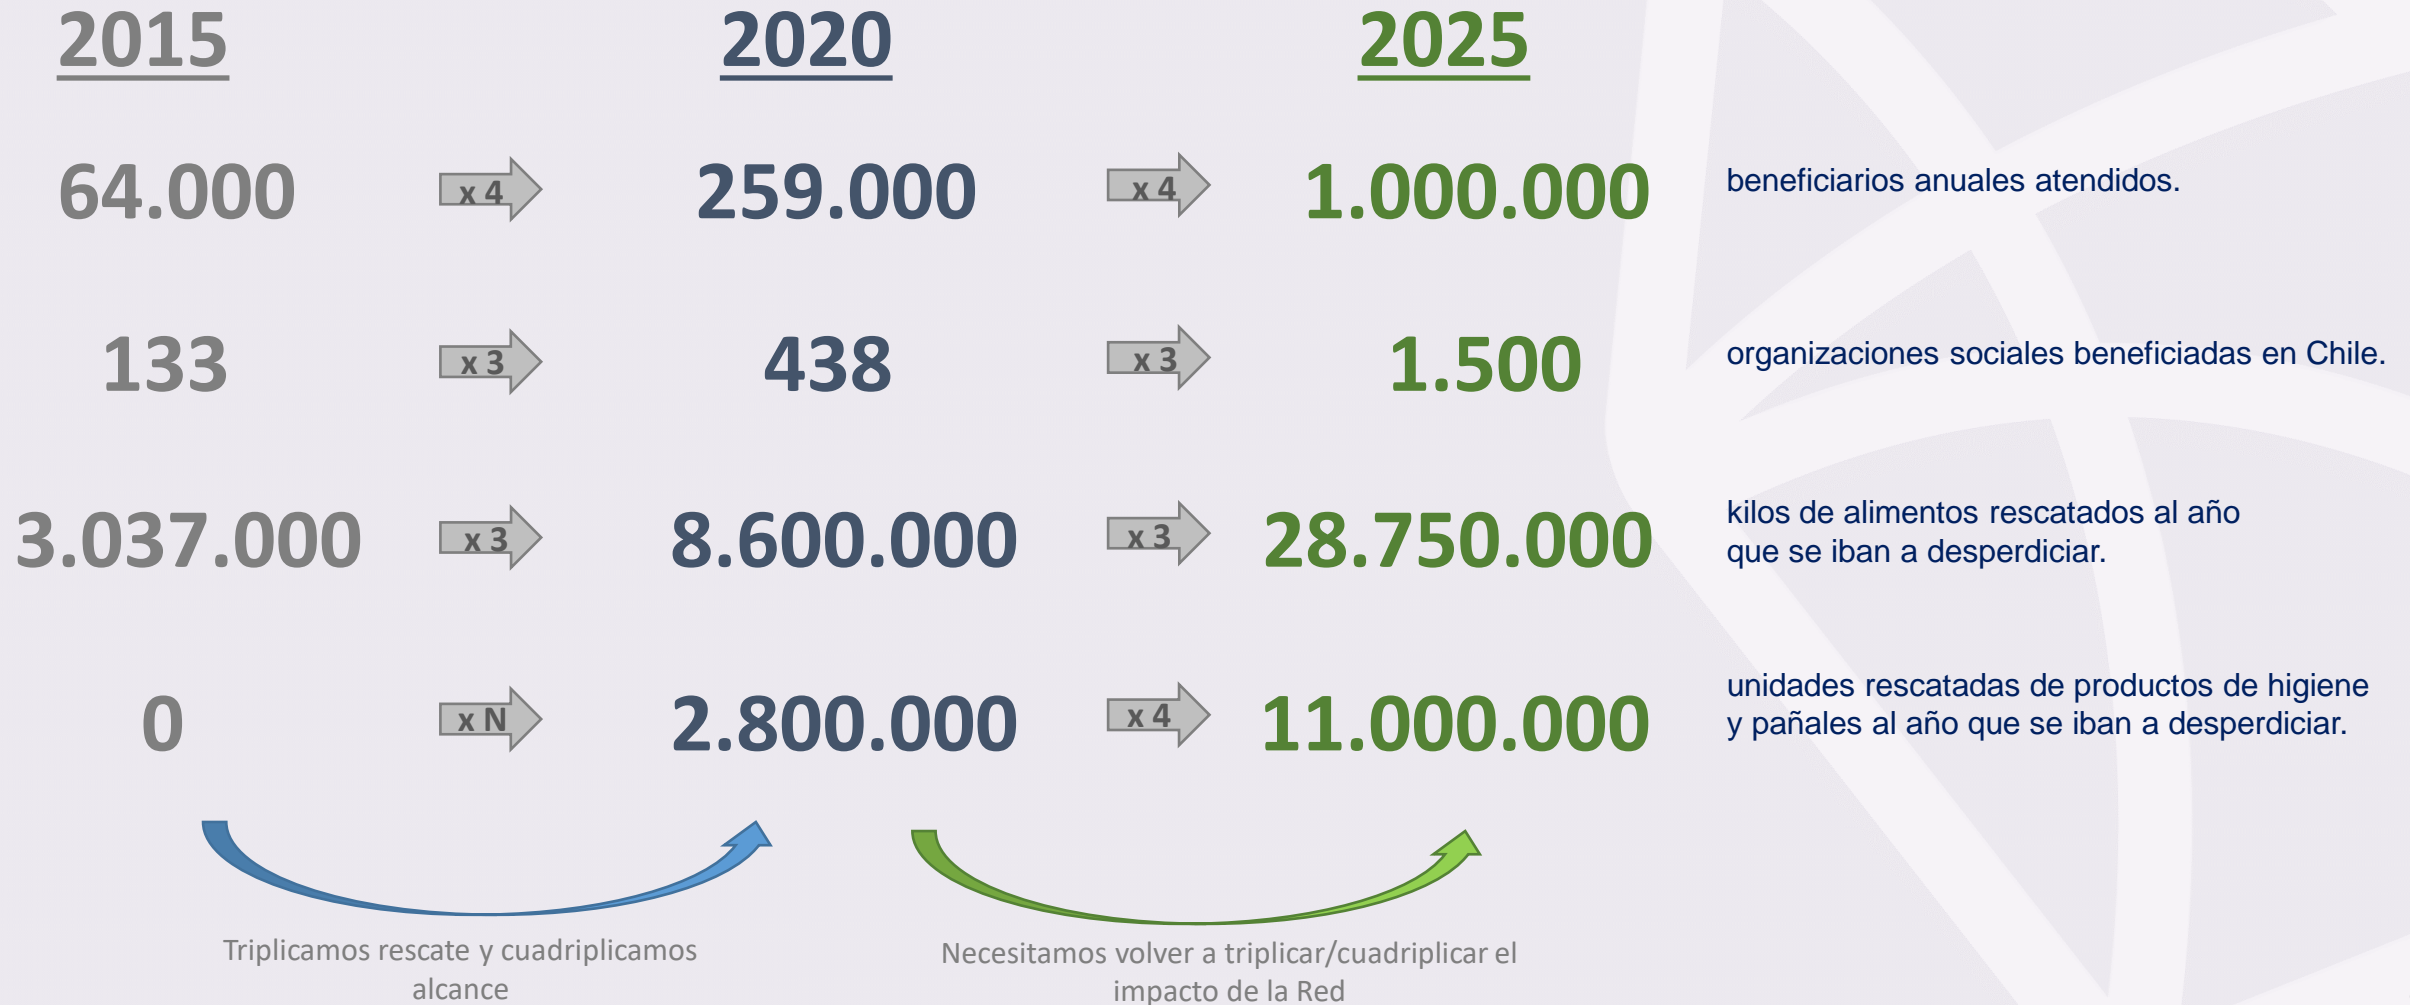 2015 2020 2025
64.000 x 4 259.000 x 4 1.000.000 beneficiarios anuales atendidos.
133 x 3 438 x 3 1.500 organizaciones sociales beneficiadas en Chile.
3.037.000 x 3 8.600.000 x 3 28.750.000 kilos de alimentos rescatados al año
que se iban a desperdiciar.
0 x N 2.800.000 x 4 11.000.000 unidades rescatadas de productos de higiene
y pañales al año que se iban a desperdiciar.
Triplicamos rescate y cuadriplicamos
alcance
Necesitamos volver a triplicar/cuadriplicar el
impacto de la Red